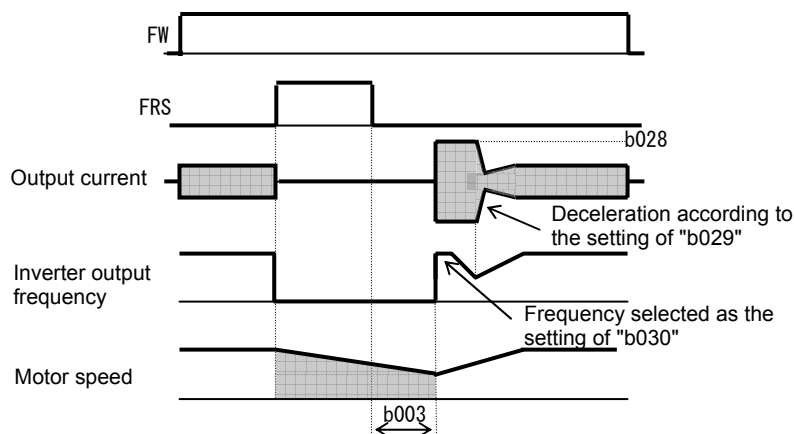 FW
FRS
b028
Output current
Deceleration according to
the setting of "b029"
Inverter output
frequency
Frequency selected as the
setting of "b030"
Motor speed
b003